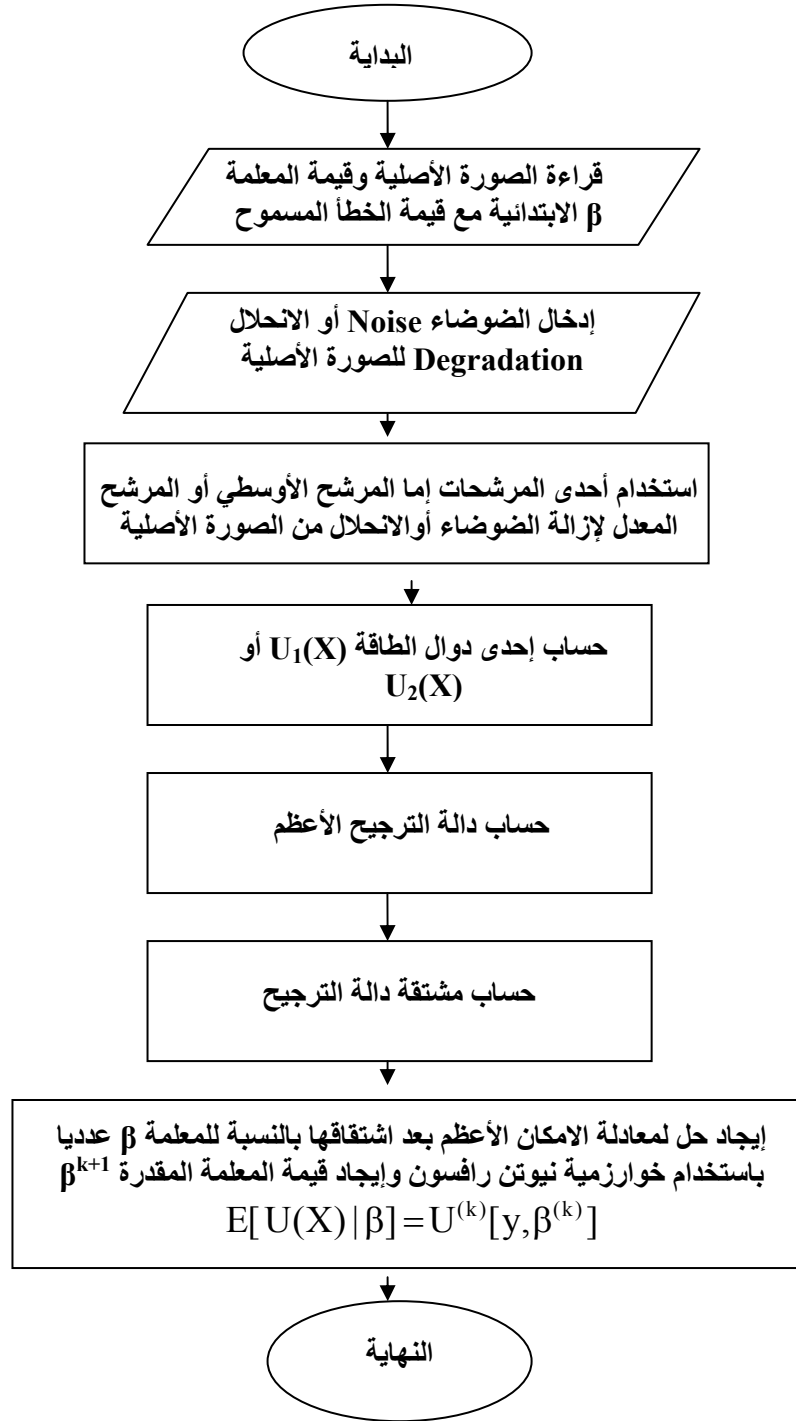 البداية
قراءة الصورة الأصلية وقيمة المعلمة
β الابتدائية مع قيمة الخطأ المسموح
إدخال الضوضاء Noise أو الانحلال
Degradation للصورة الأصلية
استخدام أحدى المرشحات إما المرشح الأوسطي أو المرشح
المعدل لإزالة الضوضاء أوالانحلال من الصورة الأصلية
حساب إحدى دوال الطاقة U₁(X) أو
U₂(X)
حساب دالة الترجيح الأعظم
حساب مشتقة دالة الترجيح
إيجاد حل لمعادلة الامكان الأعظم بعد اشتقاقها بالنسبة للمعلمة β عدديا
باستخدام خوارزمية نيوتن رافسون وإيجاد قيمة المعلمة المقدرة βᵏ⁺¹
E[U(X)|β]=U⁽ᵏ⁾[y,β⁽ᵏ⁾]
النهاية